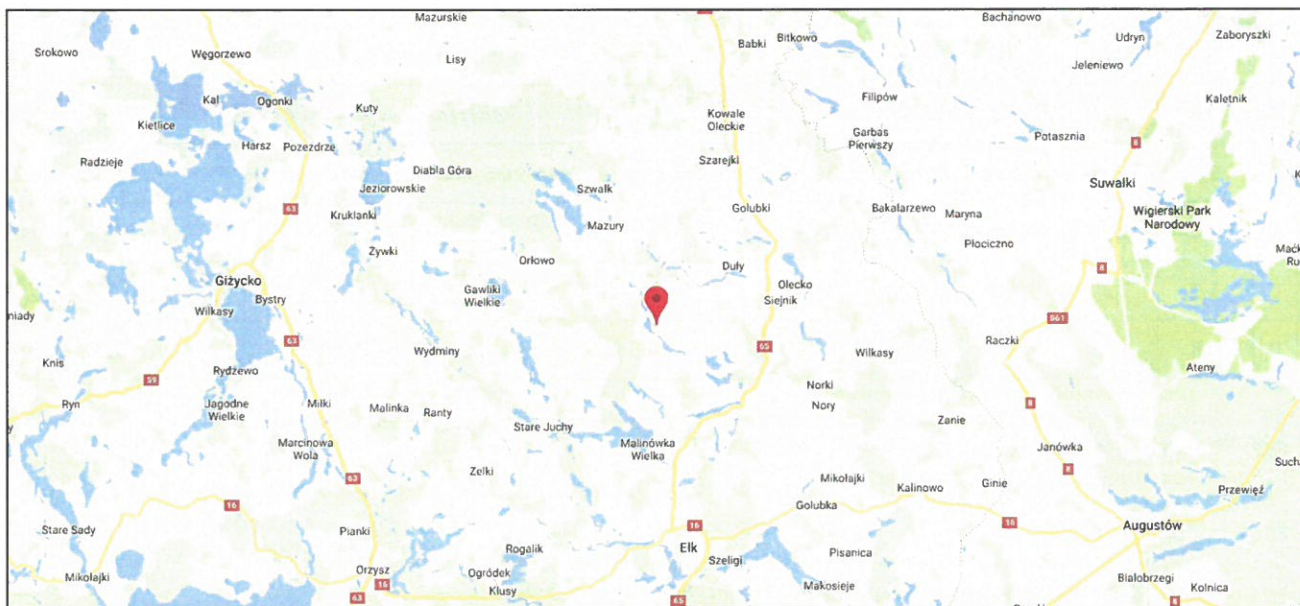 Mazurskie
Bachanowo
Srokowo
Węgorzewo
Lisy
Babki
Bitkowo
Udryn
Zaboryszki
Jeleniewo
Kal
Ogonki
Kuty
Filipów
Kaletnik
Kietlice
Kowale
Oleckie
Garbas
Pierwszy
Potasznia
Harsz
Pozezdrze
8
Radzieje
Diabla Góra
Szarejki
Jeziorowskie
Szwałk
Suwałki
63
Kruklanki
Mazury
Golubki
Bakałarzewo
Maryna
Wigierski Park
Narodowy
Żywki
Orłowo
Płociczno
Duły
8
Giżycko
Gawliki
Wielkie
Olecko
Siejnik
Bystry
Wilkasy
S61
63
Wydminy
65
Wilkasy
Raczki
Knis
Rydzewo
Ateny
59
Norki
Ryn
Jagodne
Wielkie
Miłki
Malinka
Ranty
Nory
8
Zanie
Stare Juchy
Marcinowa
Wola
Malinówka
Wielka
Janówka
Zelki
63
Mikołajki
Kalinowo
Ginie
8
Przewięź
16
Golubka
Stare Sady
Pianki
16
16
Augustów
Ełk
Rogalik
Szeligi
Pisanica
Mikołajki
Orzysz
Ogródek
Makosieje
Białobrzegi
Kolnica
16
Klusy
63
65
8